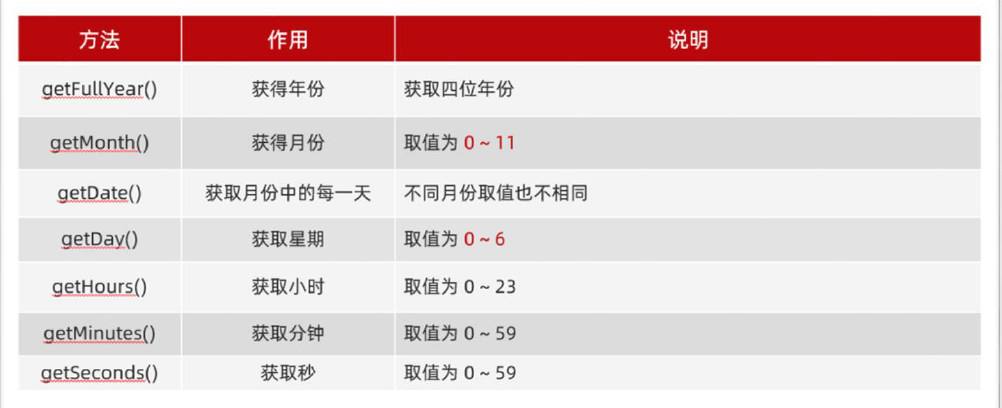 方法 作用 说明
getFullYear() 获得年份 获取四位年份
getMonth() 获得月份 取值为 0 ~ 11
getDate() 获取月份中的每一天 不同月份取值也不相同
getDay() 获取星期 取值为 0 ~ 6
getHours() 获取小时 取值为 0 ~ 23
getMinutes() 获取分钟 取值为 0 ~ 59
getSeconds() 获取秒 取值为 0 ~ 59